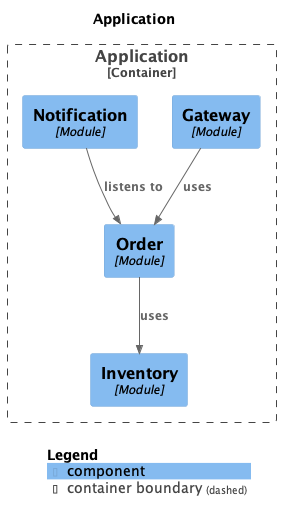 Application
Application
[Container]
Notification
[Module]
Gateway
[Module]
listens to
uses
Order
[Module]
uses
Inventory
[Module]
Legend
component
container boundary (dashed)